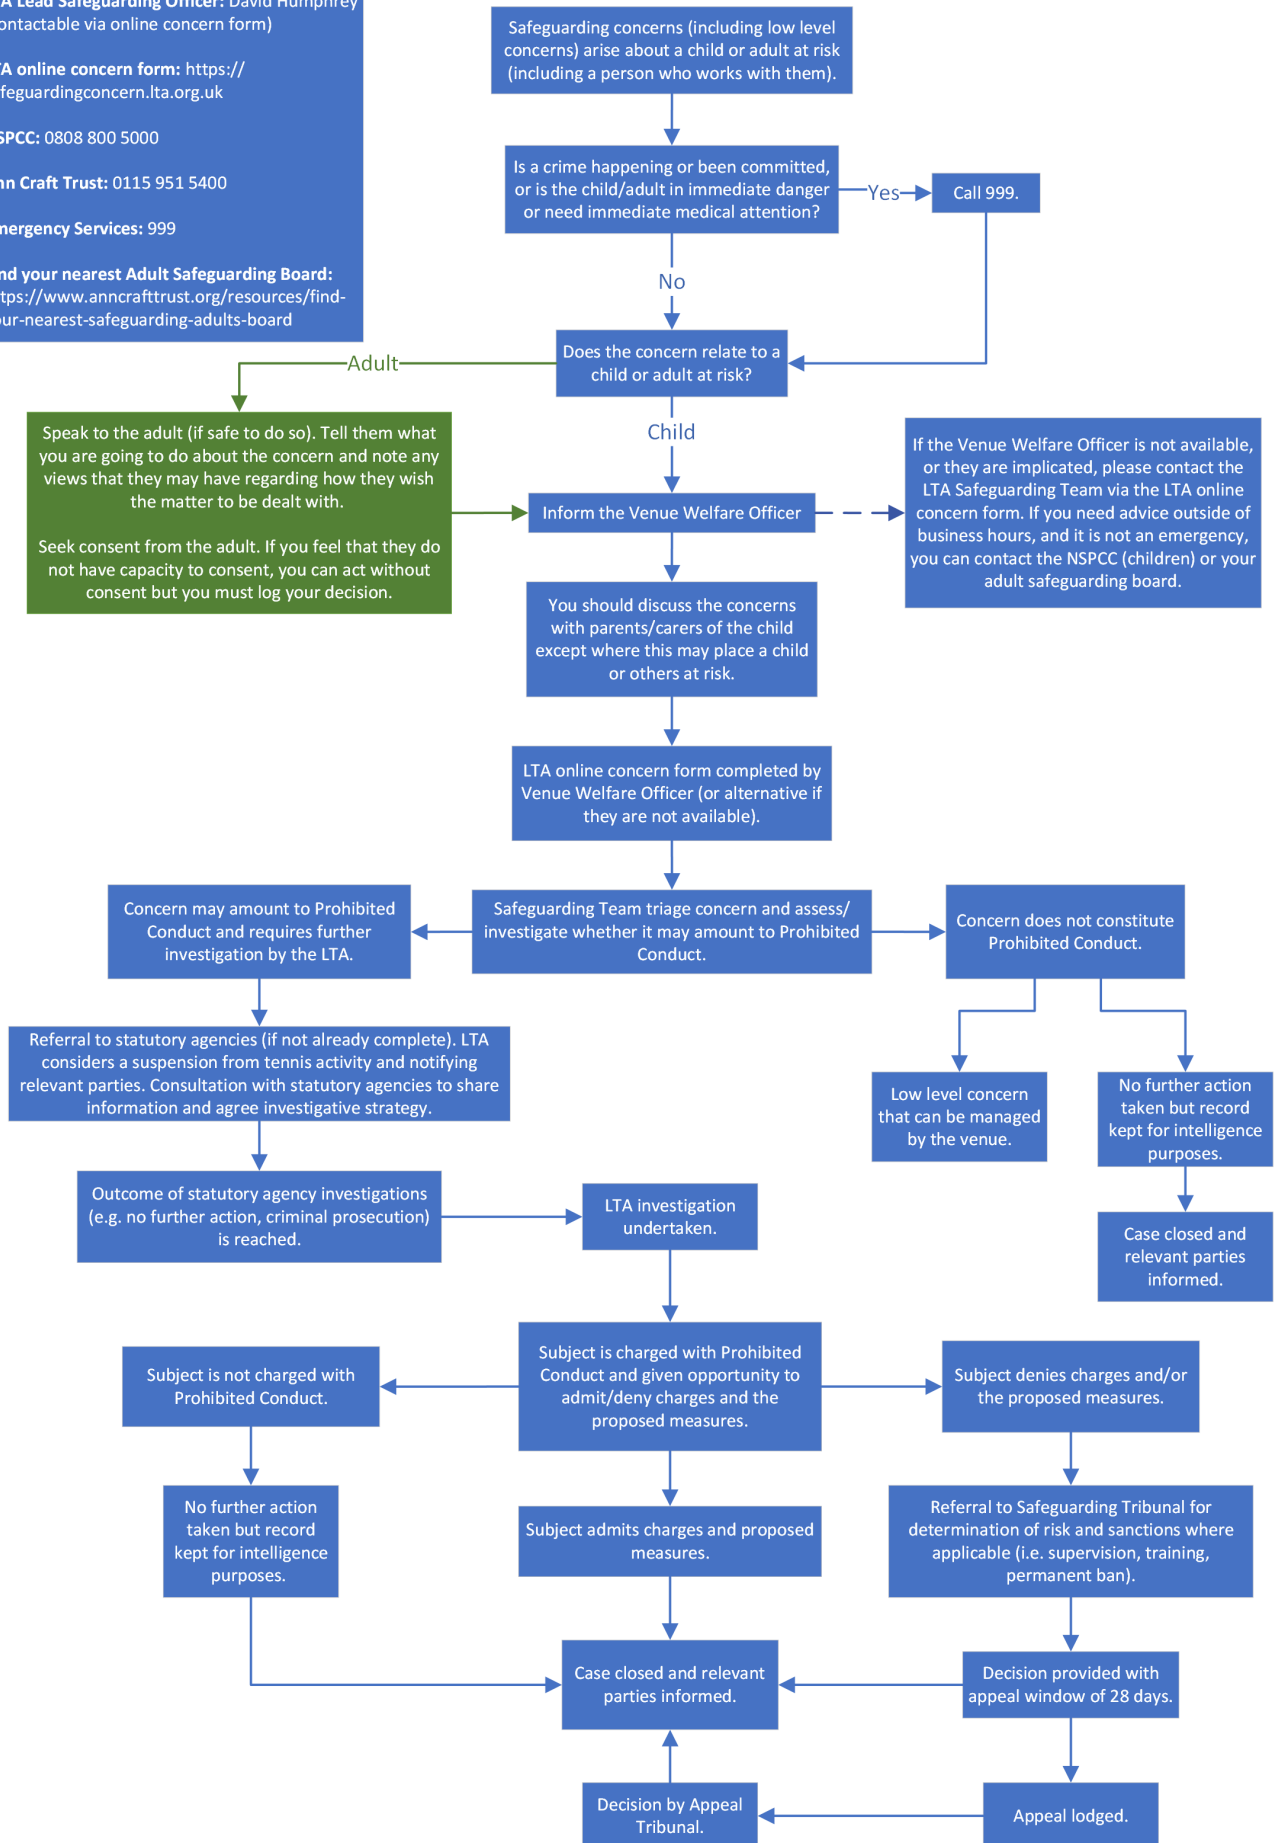 Lead Safeguarding Officer: David Humphrey
ontactable via online concern form)
online concern form: https://
feguardingconcern.lta.org.uk
SPCC: 0808 800 5000
nn Craft Trust: 0115 951 5400
mergency Services: 999
nd your nearest Adult Safeguarding Board:
tps://www.anncrafttrust.org/resources/find-
our-nearest-safeguarding-adults-board
Safeguarding concerns (including low level
concerns) arise about a child or adult at risk
(including a person who works with them).
Is a crime happening or been committed,
or is the child/adult in immediate danger
or need immediate medical attention?
Yes
Call 999.
No
Does the concern relate to a
child or adult at risk?
Adult
Child
Speak to the adult (if safe to do so). Tell them what
you are going to do about the concern and note any
views that they may have regarding how they wish
the matter to be dealt with.
Seek consent from the adult. If you feel that they do
not have capacity to consent, you can act without
consent but you must log your decision.
Inform the Venue Welfare Officer
If the Venue Welfare Officer is not available,
or they are implicated, please contact the
LTA Safeguarding Team via the LTA online
concern form. If you need advice outside of
business hours, and it is not an emergency,
you can contact the NSPCC (children) or your
adult safeguarding board.
You should discuss the concerns
with parents/carers of the child
except where this may place a child
or others at risk.
LTA online concern form completed by
Venue Welfare Officer (or alternative if
they are not available).
Safeguarding Team triage concern and assess/
investigate whether it may amount to Prohibited
Conduct.
Concern may amount to Prohibited
Conduct and requires further
investigation by the LTA.
Concern does not constitute
Prohibited Conduct.
Referral to statutory agencies (if not already complete). LTA
considers a suspension from tennis activity and notifying
relevant parties. Consultation with statutory agencies to share
information and agree investigative strategy.
Low level concern
that can be managed
by the venue.
No further action
taken but record
kept for intelligence
purposes.
Outcome of statutory agency investigations
(e.g. no further action, criminal prosecution)
is reached.
LTA investigation
undertaken.
Case closed and
relevant parties
informed.
Subject is not charged with
Prohibited Conduct.
Subject is charged with Prohibited
Conduct and given opportunity to
admit/deny charges and the
proposed measures.
Subject denies charges and/or
the proposed measures.
No further action
taken but record
kept for intelligence
purposes.
Subject admits charges and proposed
measures.
Referral to Safeguarding Tribunal for
determination of risk and sanctions where
applicable (i.e. supervision, training,
permanent ban).
Case closed and relevant
parties informed.
Decision provided with
appeal window of 28 days.
Decision by Appeal
Tribunal.
Appeal lodged.